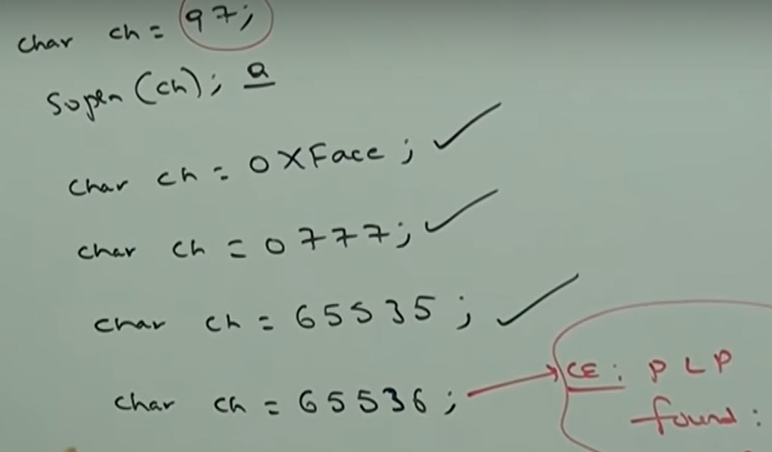 char ch = 97;
Sopln (ch); a
char ch = 0XFace;
char ch = 0777;
char ch = 65535;
char ch = 65536;
CE: PLP
found: